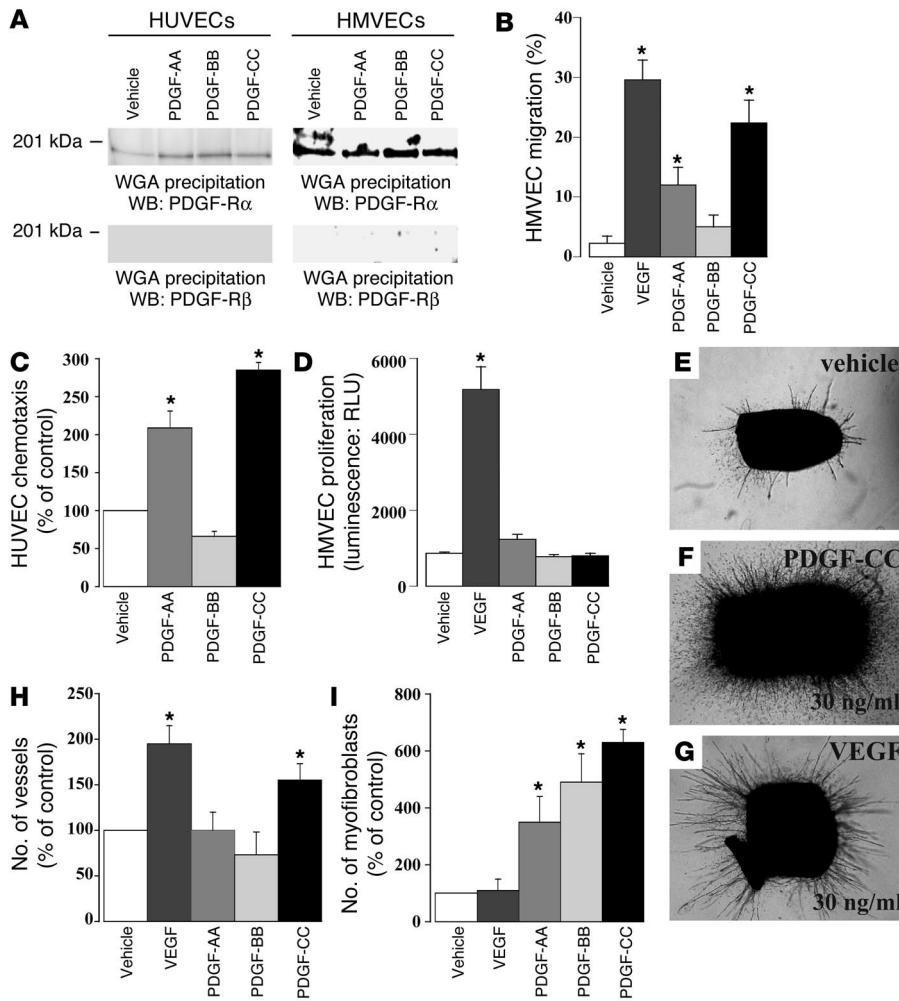 A
HUVECs
HMVECs
Vehicle
PDGF-AA
PDGF-BB
PDGF-CC
Vehicle
PDGF-AA
PDGF-BB
PDGF-CC
201 kDa
WGA precipitation
WB: PDGF-Rα
WGA precipitation
WB: PDGF-Rα
201 kDa
WGA precipitation
WB: PDGF-Rβ
WGA precipitation
WB: PDGF-Rβ
B
HMVEC migration (%)
40
30
20
10
0
*
*
*
Vehicle
VEGF
PDGF-AA
PDGF-BB
PDGF-CC
C
HUVEC chemotaxis
(% of control)
300
250
200
150
100
50
0
*
*
Vehicle
PDGF-AA
PDGF-BB
PDGF-CC
D
HMVEC proliferation
(luminescence: RLU)
6000
4000
2000
0
*
Vehicle
VEGF
PDGF-AA
PDGF-BB
PDGF-CC
E
vehicle
F
PDGF-CC
30 ng/ml
G
VEGF
30 ng/ml
H
No. of vessels
(% of control)
250
200
150
100
50
0
*
*
Vehicle
VEGF
PDGF-AA
PDGF-BB
PDGF-CC
I
No. of myofibroblasts
(% of control)
800
600
400
200
0
*
*
*
Vehicle
VEGF
PDGF-AA
PDGF-BB
PDGF-CC